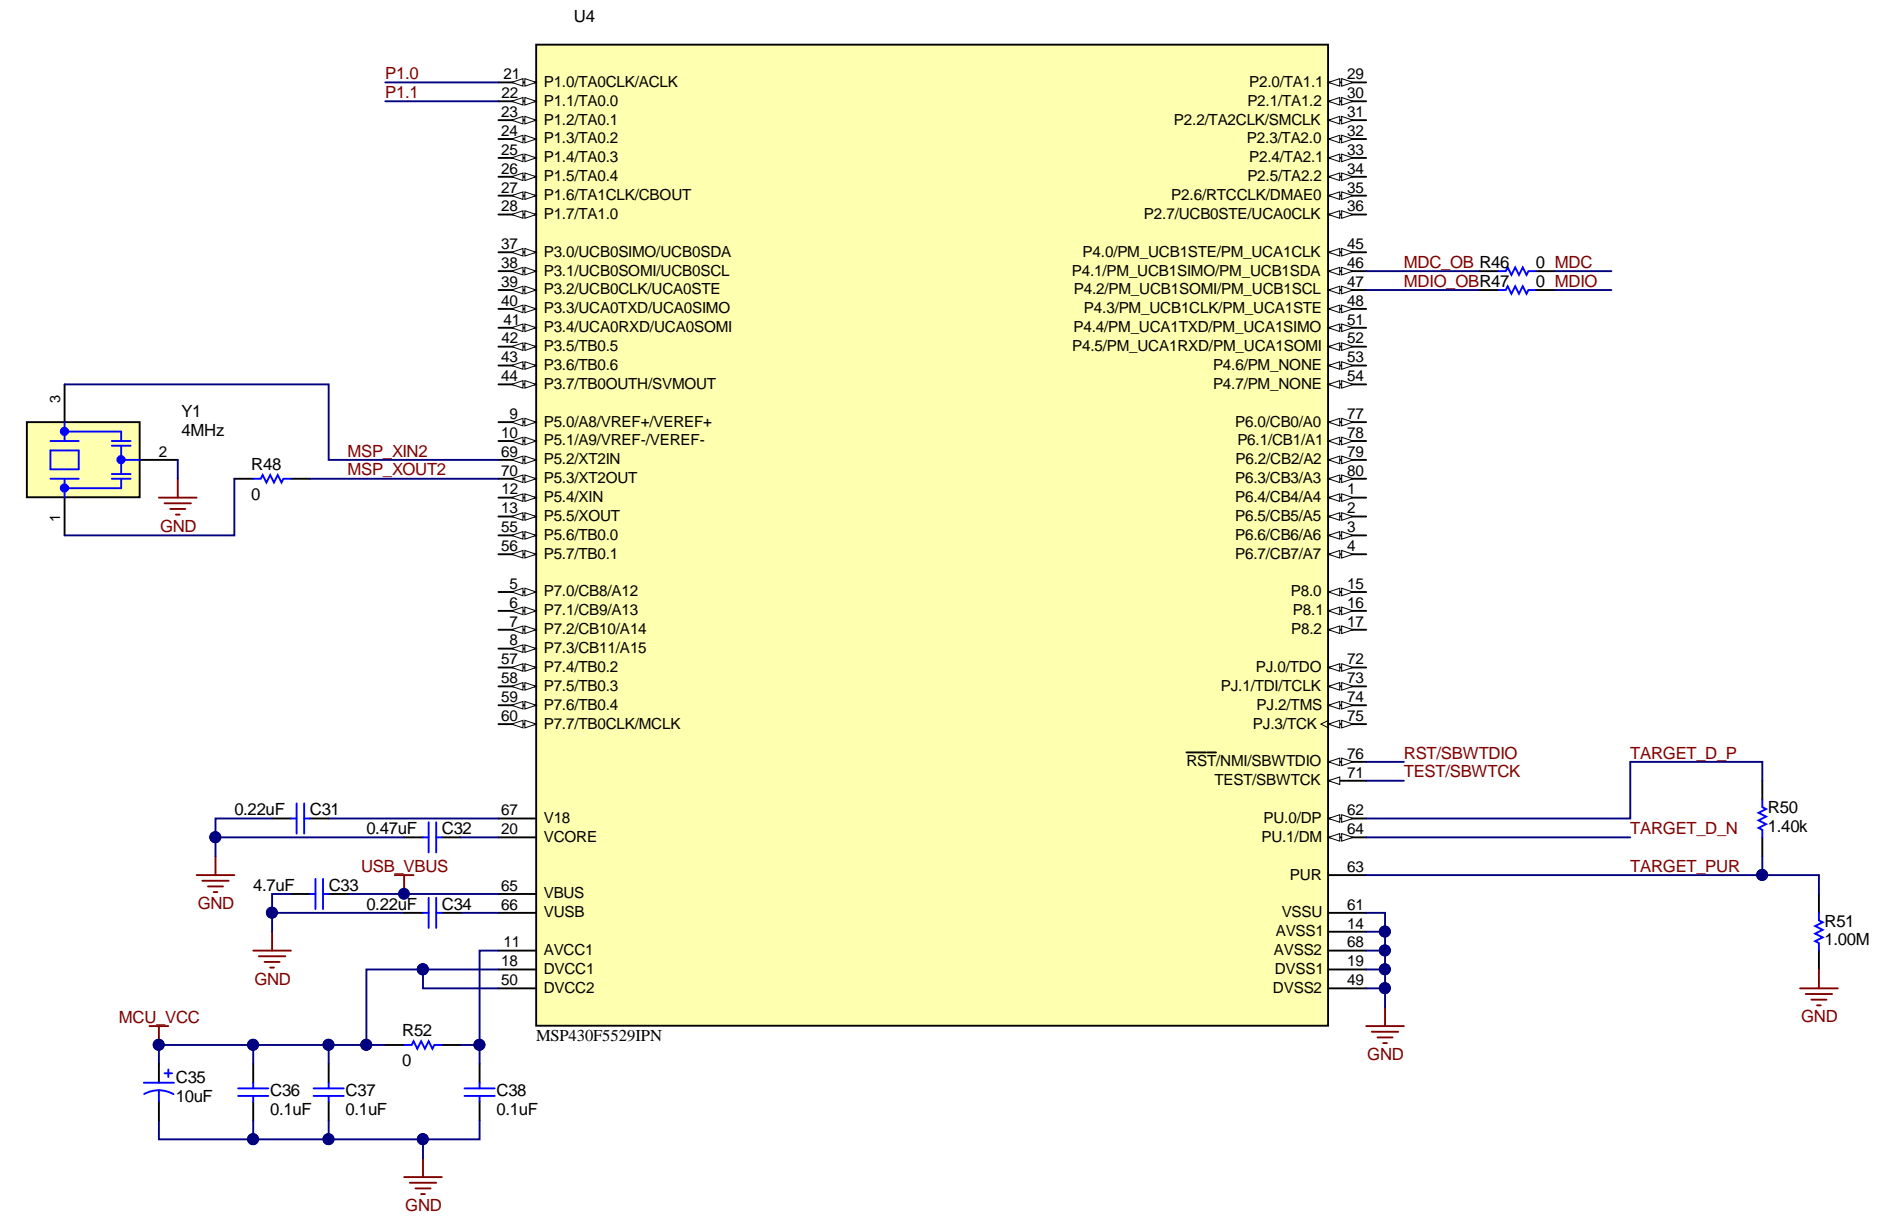 U4
P1.0 21 P1.0/TA0CLK/ACLK P2.0/TA1.1 29
P1.1 22 P1.1/TA0.0 P2.1/TA1.2 30
23 P1.2/TA0.1 P2.2/TA2CLK/SMCLK 31
24 P1.3/TA0.2 P2.3/TA2.0 32
25 P1.4/TA0.3 P2.4/TA2.1 33
26 P1.5/TA0.4 P2.5/TA2.2 34
27 P1.6/TA1CLK/CBOUT P2.6/RTCCLK/DMAE0 35
28 P1.7/TA1.0 P2.7/UCB0STE/UCA0CLK 36
37 P3.0/UCB0SIMO/UCB0SDA P4.0/PM_UCB1STE/PM_UCA1CLK 45
38 P3.1/UCB0SOMI/UCB0SCL P4.1/PM_UCB1SIMO/PM_UCB1SDA 46 MDC_OB R46 0 MDC
39 P3.2/UCB0CLK/UCA0STE P4.2/PM_UCB1SOMI/PM_UCB1SCL 47 MDIO_OB R47 0 MDIO
40 P3.3/UCA0TXD/UCA0SIMO P4.3/PM_UCB1CLK/PM_UCA1STE 48
41 P3.4/UCA0RXD/UCA0SOMI P4.4/PM_UCA1TXD/PM_UCA1SIMO 51
42 P3.5/TB0.5 P4.5/PM_UCA1RXD/PM_UCA1SOMI 52
43 P3.6/TB0.6 P4.6/PM_NONE 53
44 P3.7/TB0OUTH/SVMOUT P4.7/PM_NONE 54
3
Y1
4MHz
2
1
GND
R48
0
9 P5.0/A8/VREF+/VEREF+ P6.0/CB0/A0 77
10 P5.1/A9/VREF-/VEREF- P6.1/CB1/A1 78
MSP_XIN2 69 P5.2/XT2IN P6.2/CB2/A2 79
MSP_XOUT2 70 P5.3/XT2OUT P6.3/CB3/A3 80
12 P5.4/XIN P6.4/CB4/A4 1
13 P5.5/XOUT P6.5/CB5/A5 2
55 P5.6/TB0.0 P6.6/CB6/A6 3
56 P5.7/TB0.1 P6.7/CB7/A7 4
5 P7.0/CB8/A12 P8.0 15
6 P7.1/CB9/A13 P8.1 16
7 P7.2/CB10/A14 P8.2 17
8 P7.3/CB11/A15
57 P7.4/TB0.2 PJ.0/TDO 72
58 P7.5/TB0.3 PJ.1/TDI/TCLK 73
59 P7.6/TB0.4 PJ.2/TMS 74
60 P7.7/TB0CLK/MCLK PJ.3/TCK 75
RST/NMI/SBWTDIO 76 RST/SBWTDIO
TEST/SBWTCK 71 TEST/SBWTCK
TARGET_D_P
0.22uF C31 67 V18 PU.0/DP 62
0.47uF C32 20 VCORE PU.1/DM 64 TARGET_D_N
R50
1.40k
GND
USB_VBUS
PUR 63 TARGET_PUR
4.7uF C33 65 VBUS
0.22uF C34 66 VUSB VSSU 61
AVSS1 14
R51
1.00M
GND
11 AVCC1 AVSS2 68
18 DVCC1 DVSS1 19
50 DVCC2 DVSS2 49
GND
GND
MSP430F5529IPN
MCU_VCC
R52
0
+ C35
10uF
C36
0.1uF
C37
0.1uF
C38
0.1uF
GND